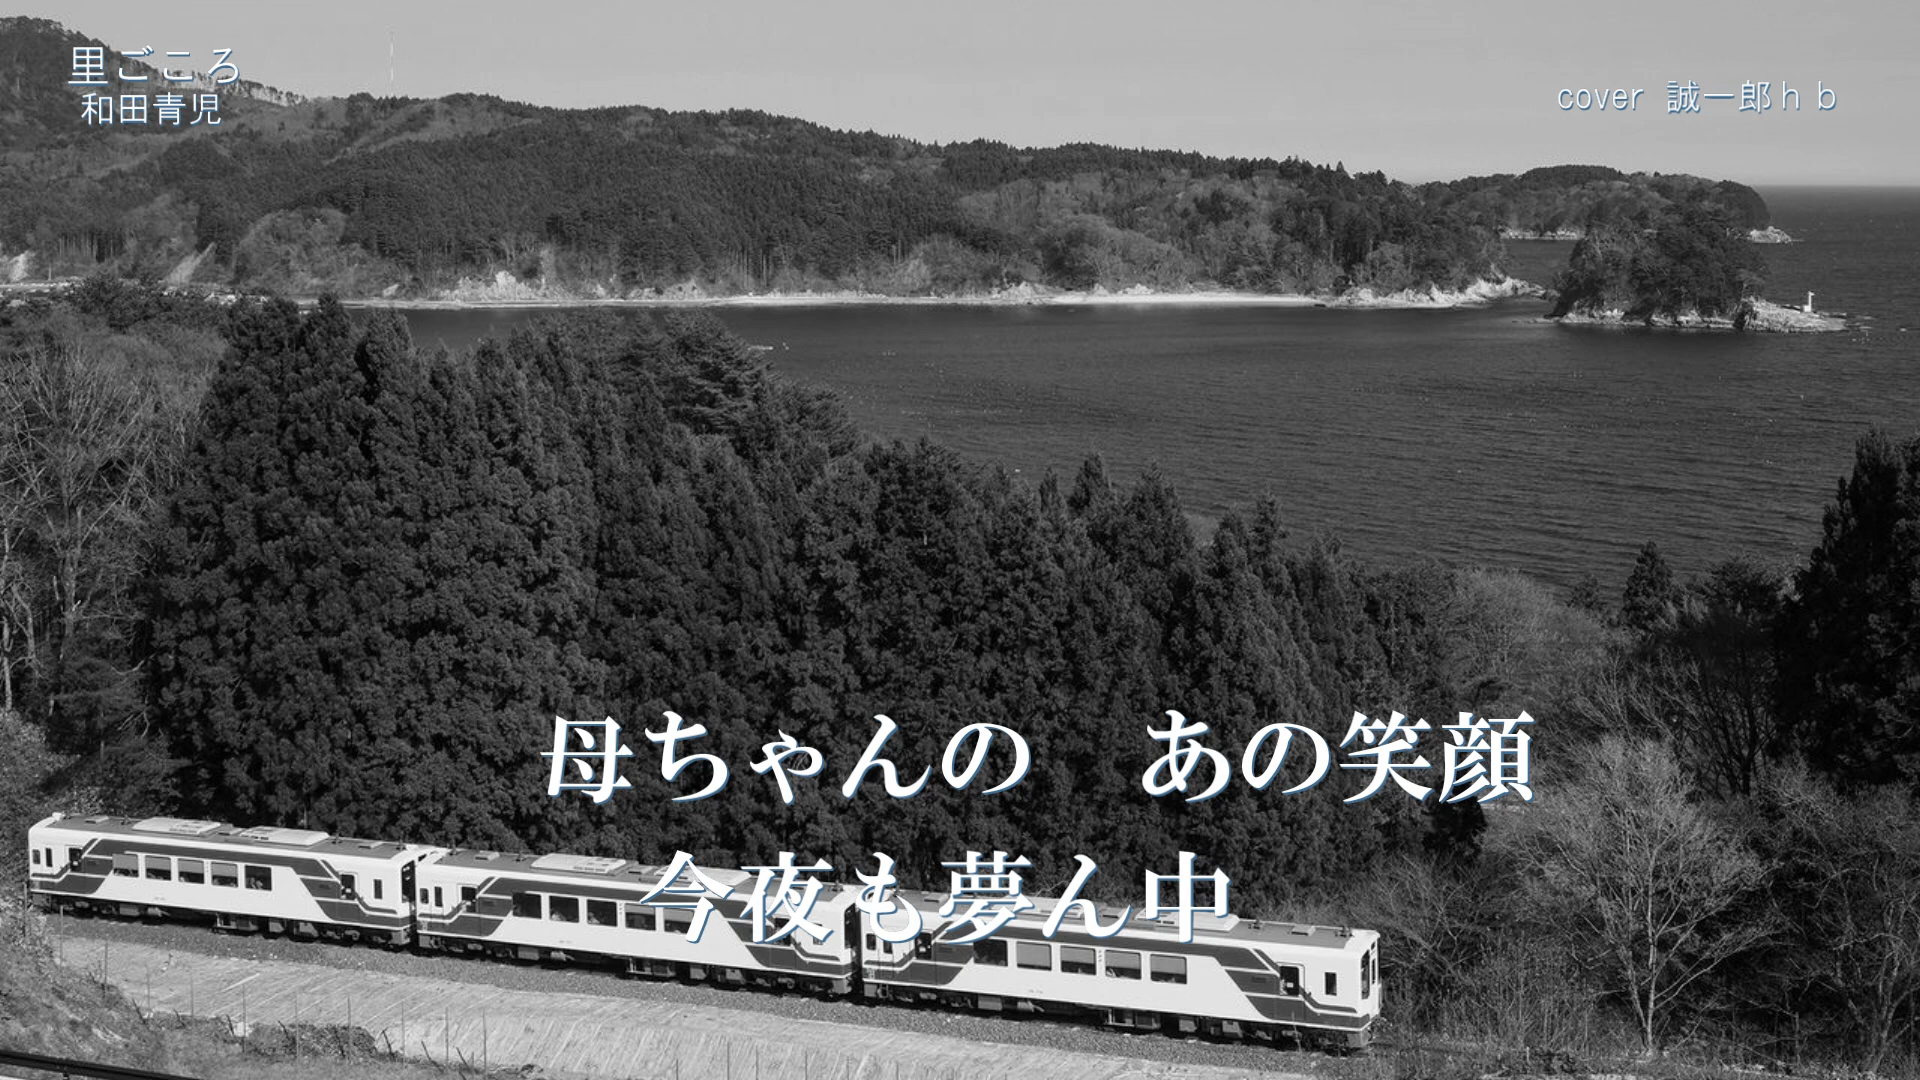 里ごころ
和田青児
cover 誠一郎ｈｂ
母ちゃんの　あの笑顔
今夜も夢ん中